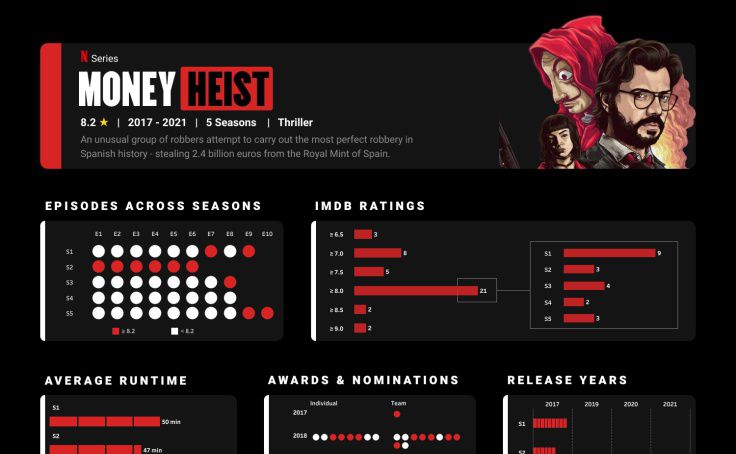 N Series
MONEY HEIST
8.2 ★ | 2017 - 2021 | 5 Seasons | Thriller
An unusual group of robbers attempt to carry out the most perfect robbery in
Spanish history - stealing 2.4 billion euros from the Royal Mint of Spain.
EPISODES ACROSS SEASONS
E1 E2 E3 E4 E5 E6 E7 E8 E9 E10
S1
S2
S3
S4
S5
≥ 8.2 < 8.2
IMDB RATINGS
≥ 6.5 3
≥ 7.0 8
≥ 7.5 5
≥ 8.0 21
≥ 8.5 2
≥ 9.0 2
S1 9
S2 3
S3 4
S4 2
S5 3
AVERAGE RUNTIME
S1
50 min
S2
47 min
AWARDS & NOMINATIONS
Individual Team
2017
2018
RELEASE YEARS
2017 2019 2020 2021
S1
S2